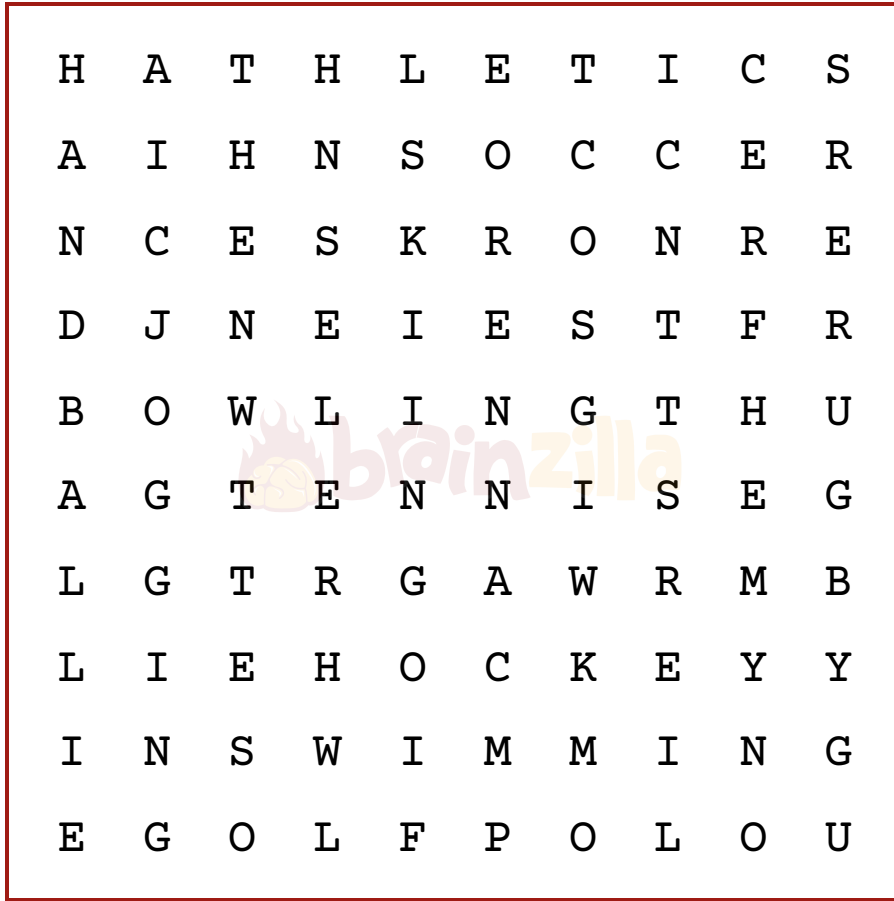 H A T H L E T I C S
A I H N S O C C E R
N C E S K R O N R E
D J N E I E S T F R
B O W L I N G T H U
brainzilla
A G T E N N I S E G
L G T R G A W R M B
L I E H O C K E Y Y
I N S W I M M I N G
E G O L F P O L O U